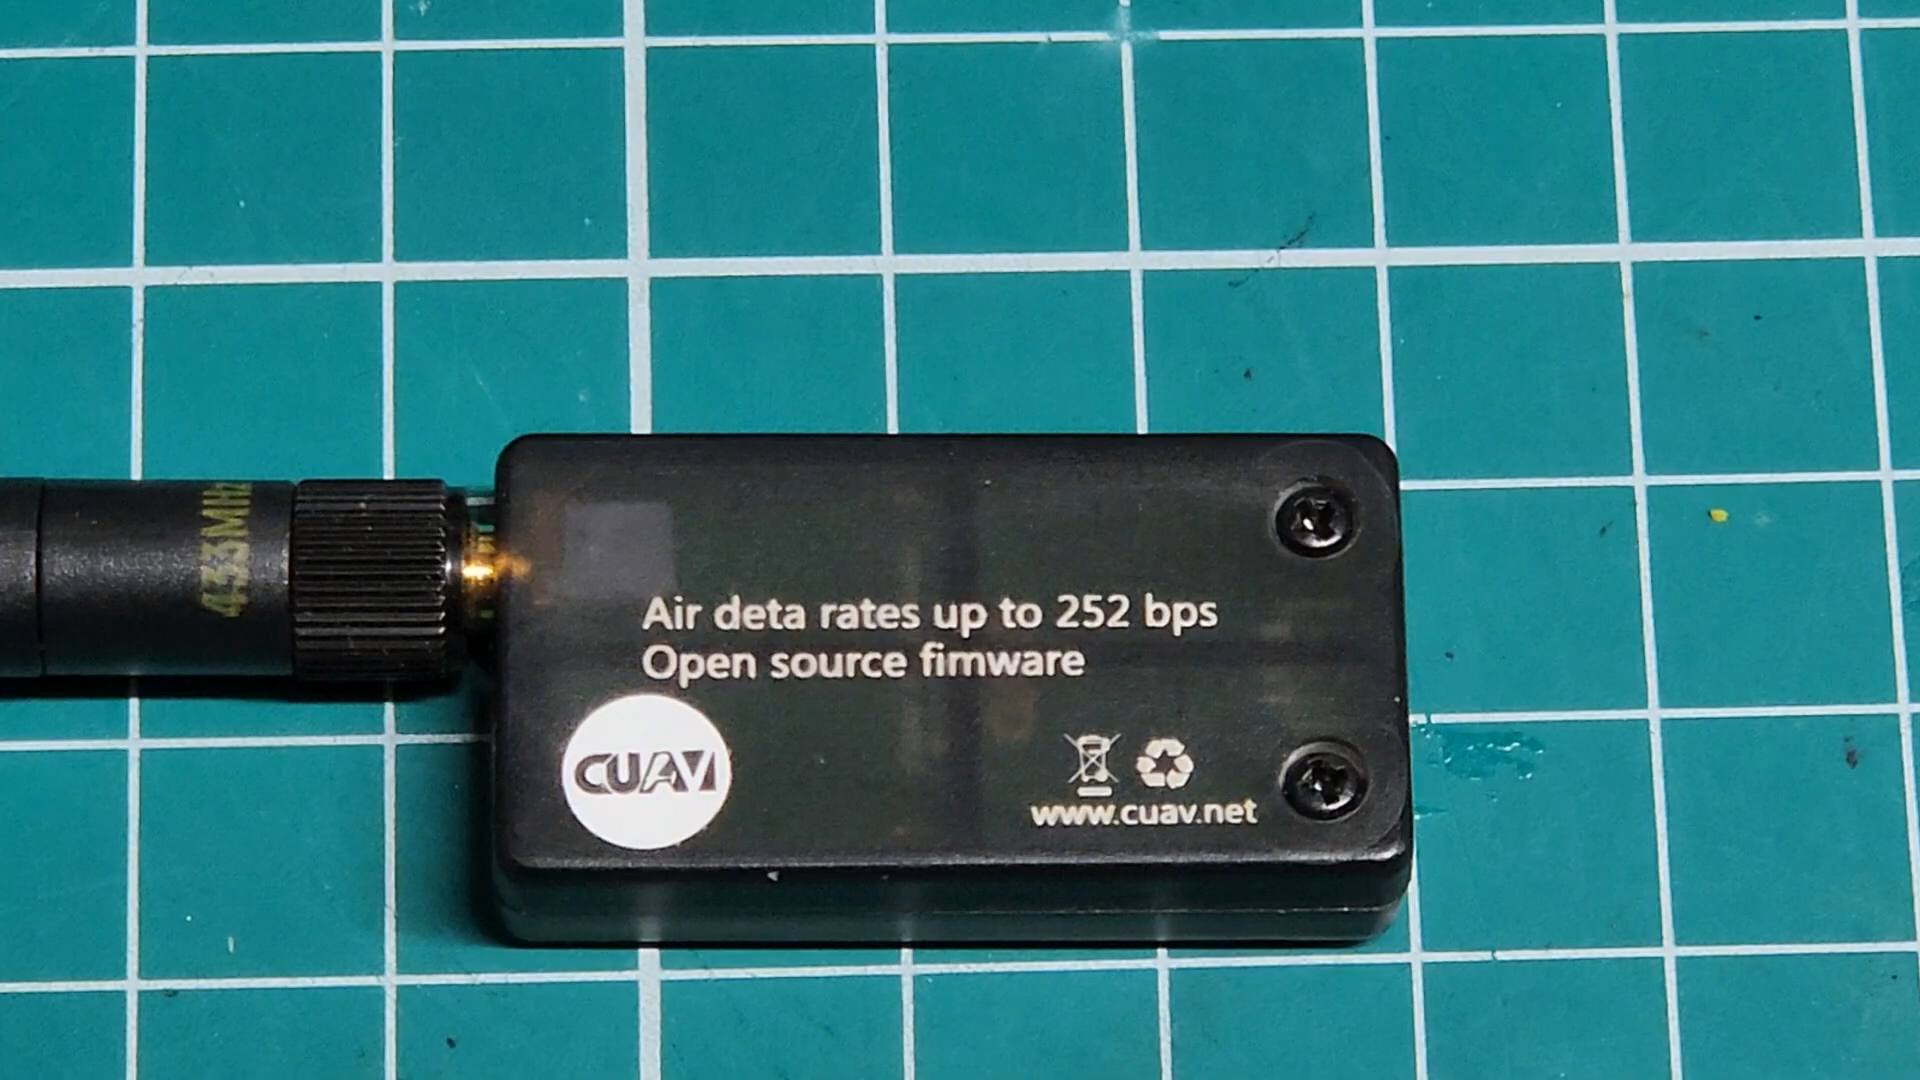 433MHz
Air deta rates up to 252 bps
Open source fimware
CUAV
www.cuav.net